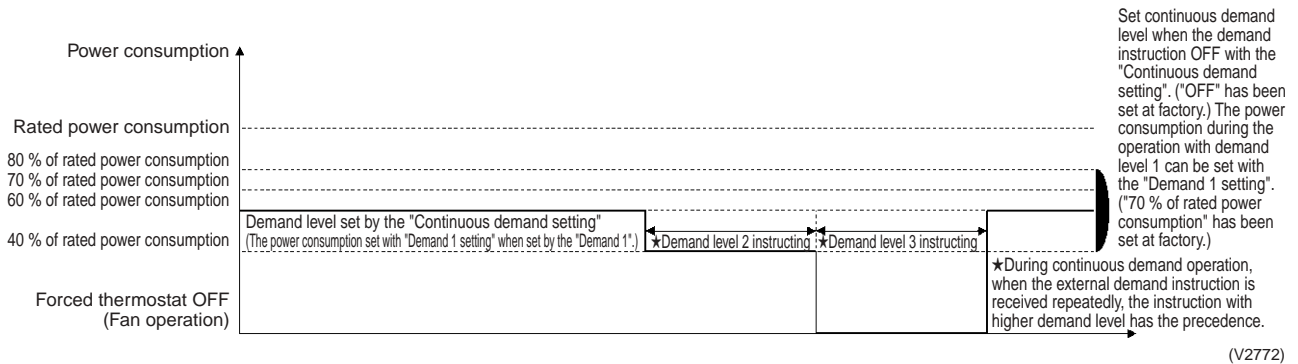 Power consumption
Rated power consumption
80 % of rated power consumption
70 % of rated power consumption
60 % of rated power consumption
40 % of rated power consumption
Forced thermostat OFF
(Fan operation)
Demand level set by the "Continuous demand setting"
(The power consumption set with "Demand 1 setting" when set by the "Demand 1".)
★Demand level 2 instructing
★Demand level 3 instructing
Set continuous demand
level when the demand
instruction OFF with the
"Continuous demand
setting". ("OFF" has been
set at factory.) The power
consumption during the
operation with demand
level 1 can be set with
the "Demand 1 setting".
("70 % of rated power
consumption" has been
set at factory.)
★During continuous demand operation,
when the external demand instruction is
received repeatedly, the instruction with
higher demand level has the precedence.
(V2772)